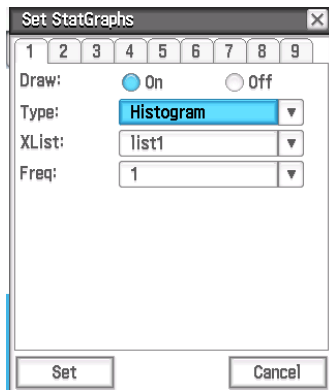 Set StatGraphs
1 2 3 4 5 6 7 8 9
Draw: On Off
Type: Histogram
XList: list1
Freq: 1
Set Cancel